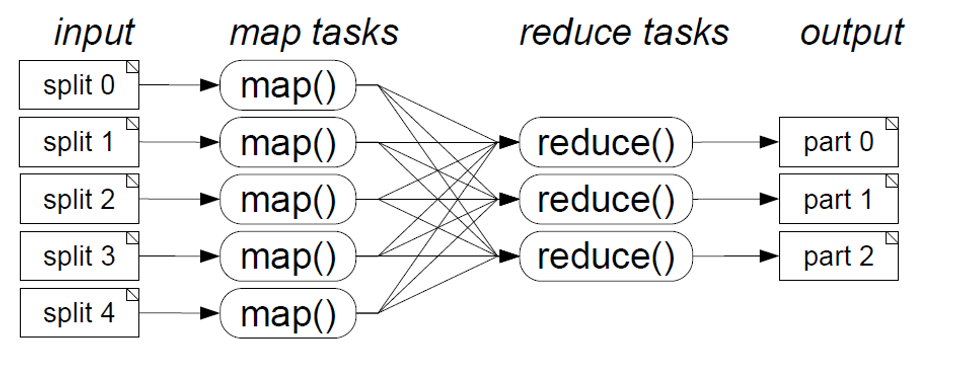 input map tasks reduce tasks output
split 0 map()
split 1 map() reduce() part 0
split 2 map() reduce() part 1
split 3 map() reduce() part 2
split 4 map()